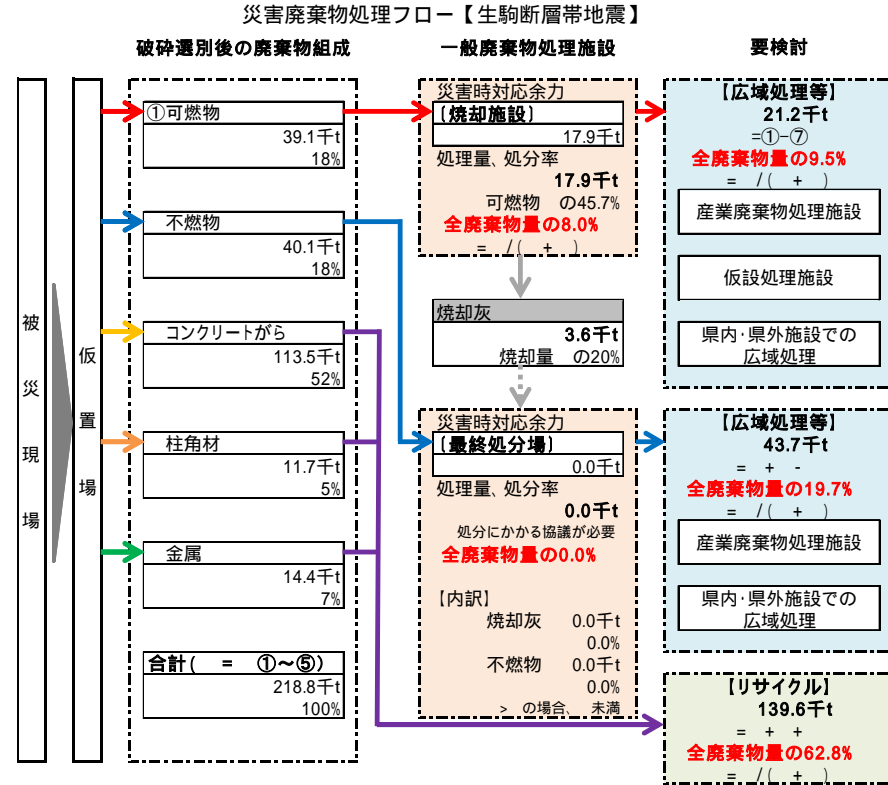 災害廃棄物処理フロー【生駒断層帯地震】
破砕選別後の廃棄物組成
一般廃棄物処理施設
要検討
被災現場
仮置場
①可燃物
39.1千t
18%
不燃物
40.1千t
18%
コンクリートがら
113.5千t
52%
柱角材
11.7千t
5%
金属
14.4千t
7%
合計( = ①～⑤)
218.8千t
100%
災害時対応余力
〔焼却施設〕
17.9千t
処理量、処分率
17.9千t
可燃物 の45.7%
全廃棄物量の8.0%
= /( + )
焼却灰
3.6千t
焼却量 の20%
災害時対応余力
〔最終処分場〕
0.0千t
処理量、処分率
0.0千t
処分にかかる協議が必要
全廃棄物量の0.0%
【内訳】
焼却灰 0.0千t
0.0%
不燃物 0.0千t
0.0%
> の場合、 未満
【広域処理等】
21.2千t
=①-⑦
全廃棄物量の9.5%
= /( + )
産業廃棄物処理施設
仮設処理施設
県内･県外施設での
広域処理
【広域処理等】
43.7千t
= + -
全廃棄物量の19.7%
= /( + )
産業廃棄物処理施設
県内･県外施設での
広域処理
【リサイクル】
139.6千t
= + +
全廃棄物量の62.8%
= /( + )